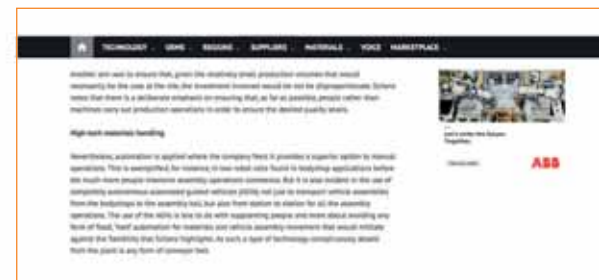 TECHNOLOGY OEMS REGIONS SUPPLIERS MATERIALS VOICE MARKETPLACE
Another aim was to ensure that, given the relatively small production volumes that would
necessarily be the case at the site, the investment involved would be not be disproportionate.
notes that there is a deliberate emphasis on ensuring that, as far as possible, people rather than
machines carry out production operations in order to ensure the desired quality levels.
High-tech materials handling
Nevertheless, automation is applied where the company feels it provides a superior option to manual
operations. This is exemplified, for instance, in two robot cells found in bodyshop applications before
the much more people intensive assembly operations commence. But it is also evident in the use of
completely autonomous automated guided vehicles (AGVs) not just to transport vehicle assemblies
from the bodyshop to the assembly hall, but also from station to station for all the assembly
operations. The use of the AGVs is less to do with supplanting people and more about avoiding any
form of fixed, 'hard' automation for materials and vehicle assembly movement that would militate
against the flexibility that highlights. As such a type of technology conspicuously absent
from the plant is any form of conveyor belt.
Let's write the future.
Together.
ABB